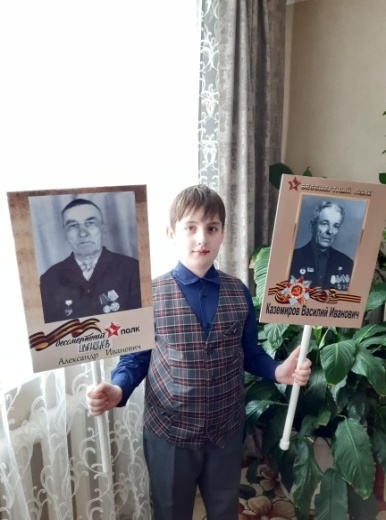 бессмертный полк
Александр Иванович
БЕССМЕРТНЫЙ ПОЛК
Каземиров Василий Иванович